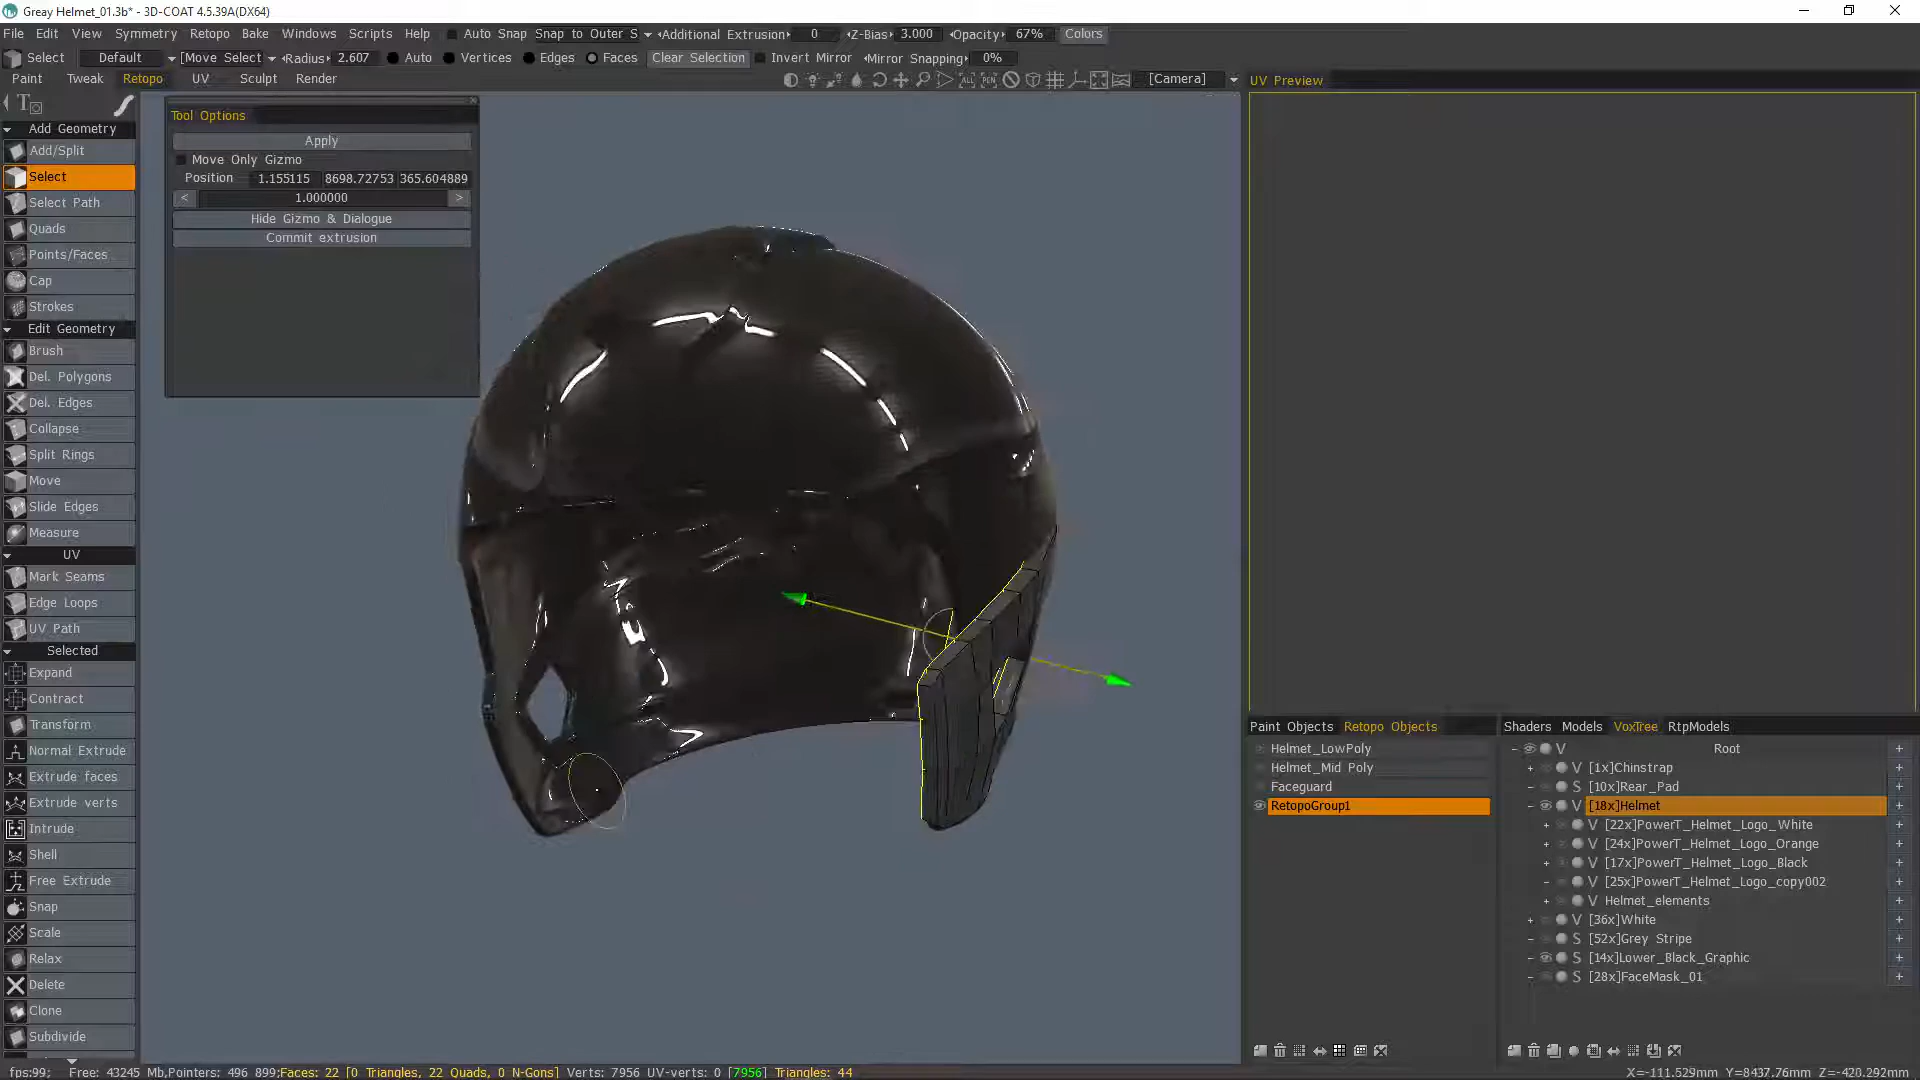 Greay Helmet_01.3b* - 3D-COAT 4.5.39A(DX64)
File Edit View Symmetry Retopo Bake Windows Scripts Help Auto Snap Snap to Outer S Additional Extrusion 0 Z-Bias 3.000 Opacity 67% Colors
Select Default [Move Select Radius 2.607 Auto Vertices Edges Faces Clear Selection Invert Mirror Mirror Snapping 0%
Paint Tweak Retopo UV Sculpt Render [Camera] UV Preview
Add Geometry
Add/Split
Select
Select Path
Quads
Points/Faces
Cap
Strokes
Edit Geometry
Brush
Del. Polygons
Del. Edges
Collapse
Split Rings
Move
Slide Edges
Measure
UV
Mark Seams
Edge Loops
UV Path
Selected
Expand
Contract
Transform
Normal Extrude
Extrude faces
Extrude verts
Intrude
Shell
Free Extrude
Snap
Scale
Relax
Delete
Clone
Subdivide
Tool Options
Apply
Move Only Gizmo
Position 1.155115 8698.72753 365.604889
< 1.000000 >
Hide Gizmo & Dialogue
Commit extrusion
Paint Objects Retopo Objects
Helmet_LowPoly
Helmet_Mid Poly
Faceguard
RetopoGroup1
Shaders Models VoxTree RtpModels
V Root +
V [1x]Chinstrap +
S [10x]Rear_Pad +
V [18x]Helmet +
V [22x]PowerT_Helmet_Logo_White +
V [24x]PowerT_Helmet_Logo_Orange +
V [17x]PowerT_Helmet_Logo_Black +
V [25x]PowerT_Helmet_Logo_copy002 +
V Helmet_elements +
V [36x]White +
S [52x]Grey Stripe +
S [14x]Lower_Black_Graphic +
S [28x]FaceMask_01 +
fps:99; Free: 43245 Mb,Pointers: 496 899;Faces: 22 [0 Triangles, 22 Quads, 0 N-Gons] Verts: 7956 UV-verts: 0 [7956] Triangles: 44 X=-111.529mm Y=8437.76mm Z=-420.292mm